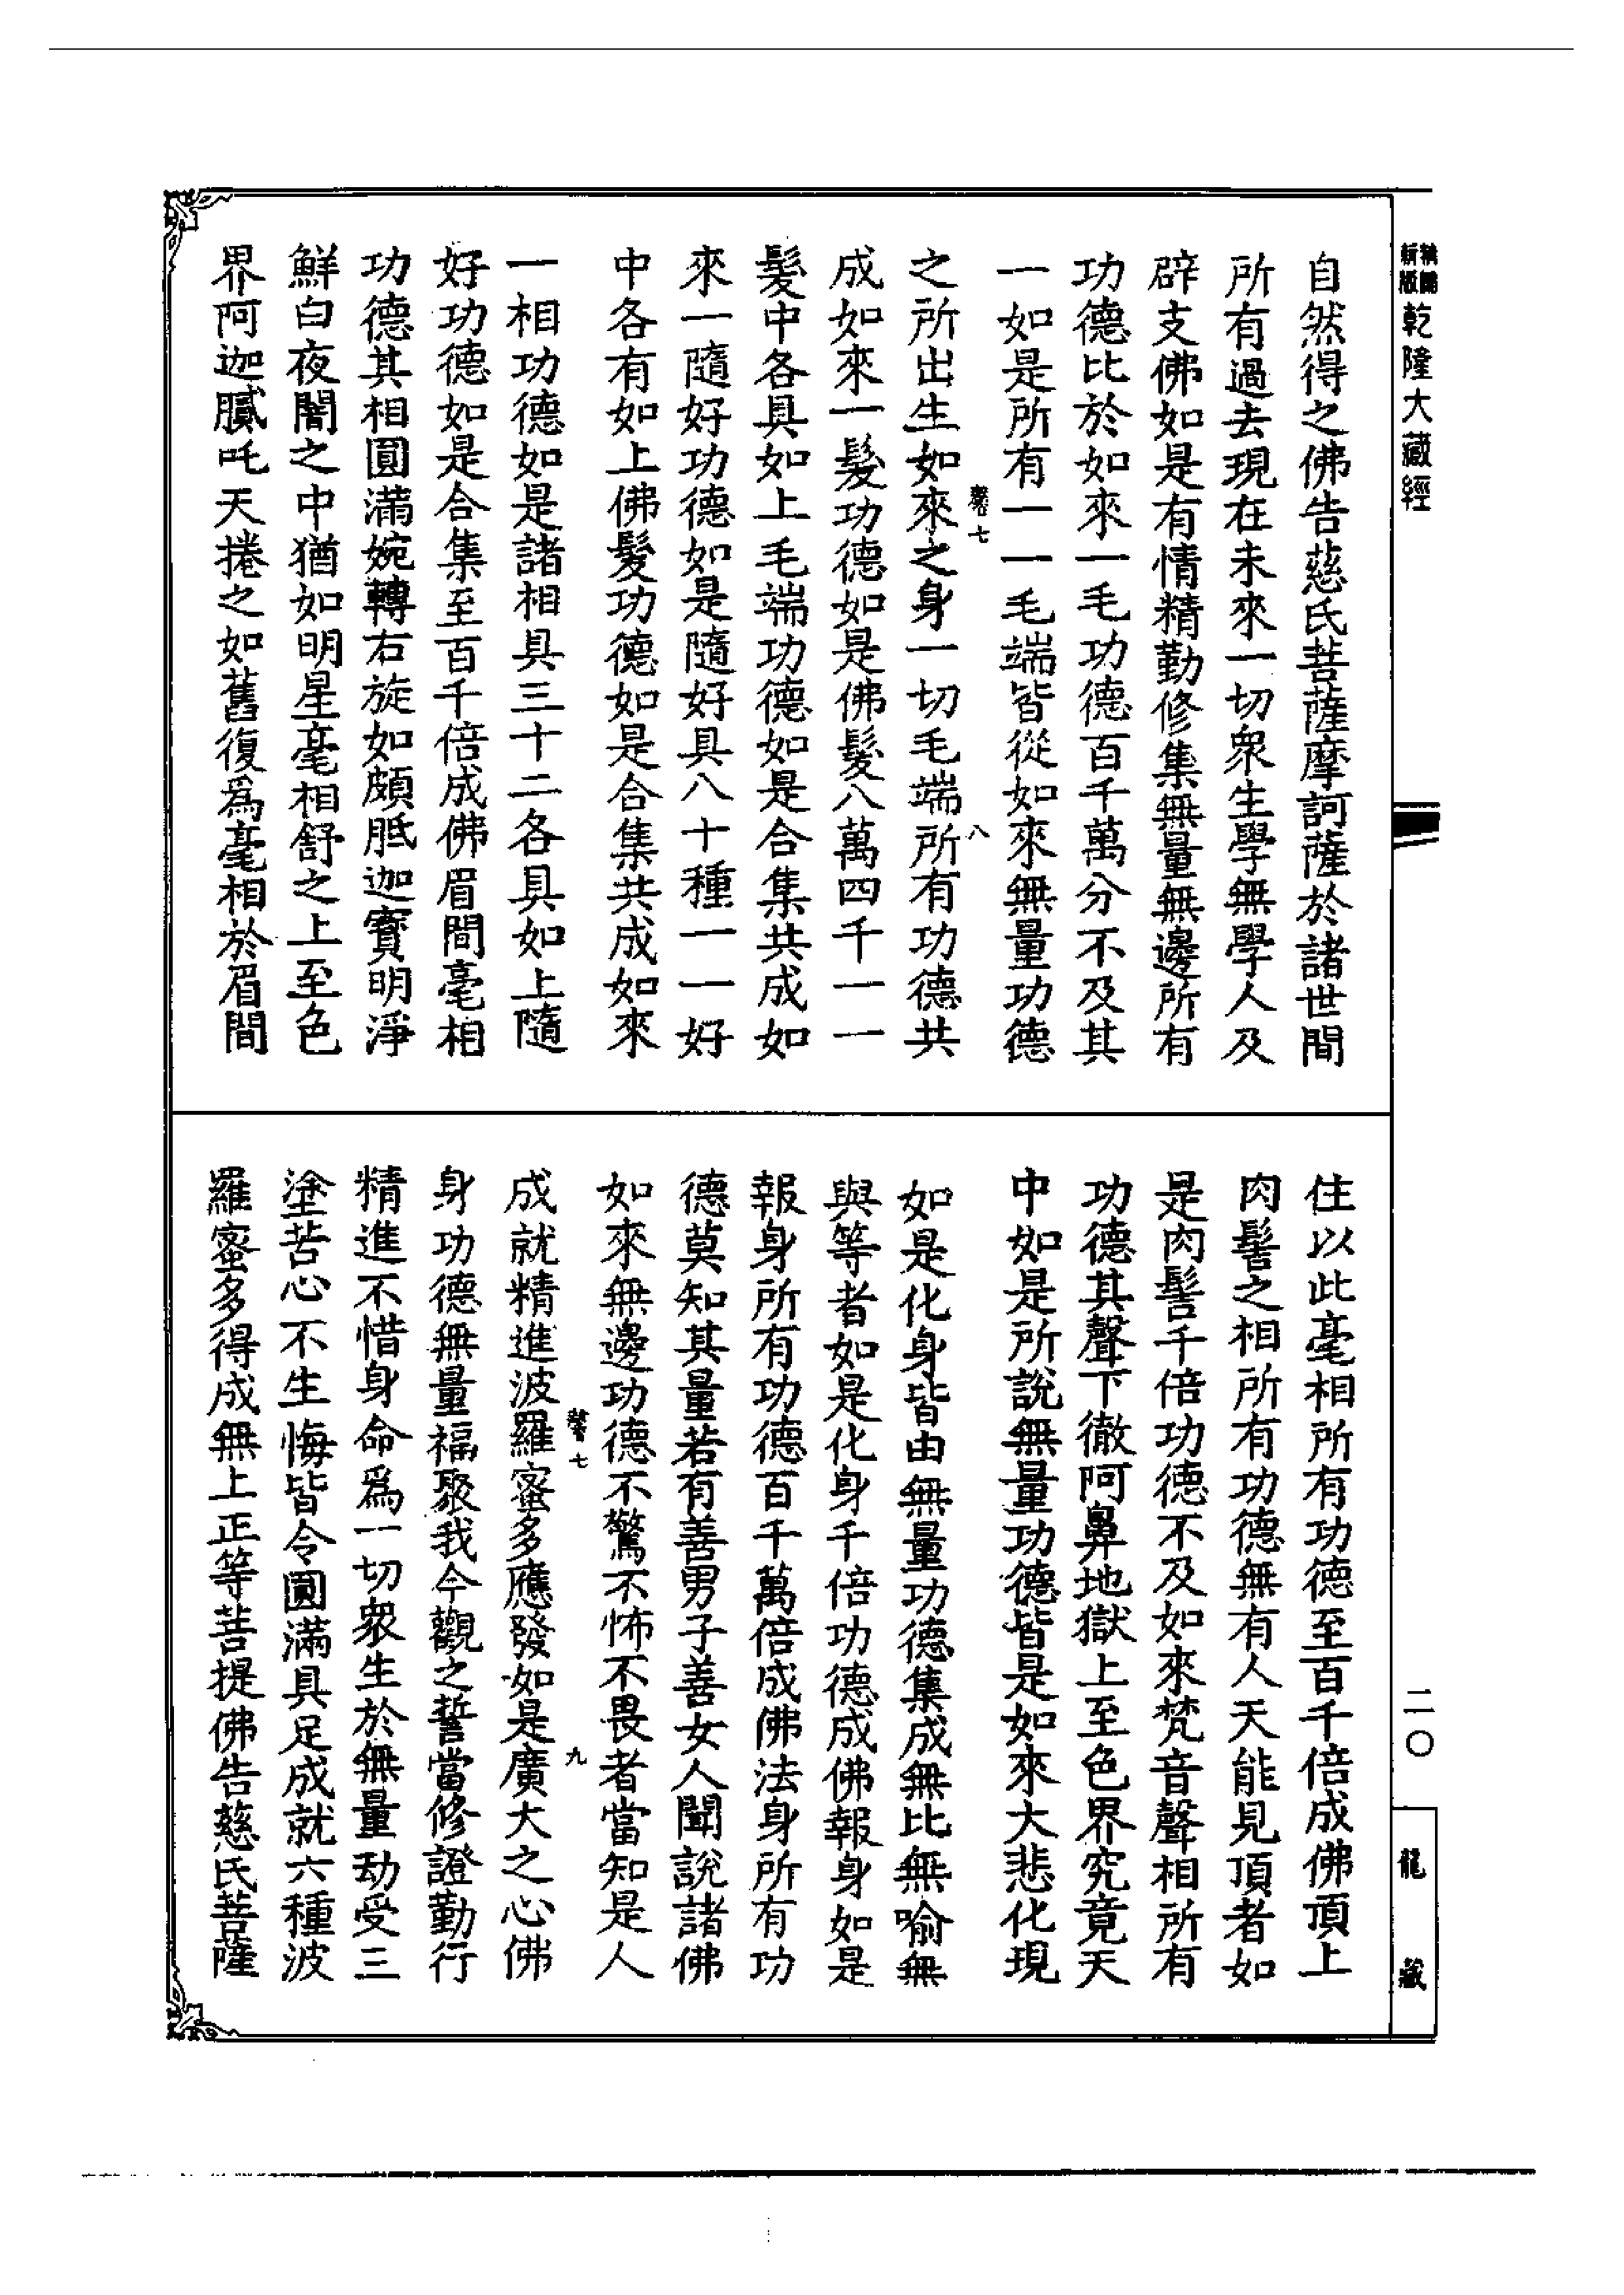 乾隆大藏經
自然得之佛告慈氏菩薩摩訶薩於諸世間
所有過去現在未來一切衆生學無學人及
辟支佛如是有情精勤修集無量無邊所有
功德比於如來一毛功德百千萬分不及其
一如是所有一一毛端皆從如來無量功德
之所出生如來之身一切毛端所有功德共
成如來一髮功德如是佛髮八萬四千一一
髮中各具如上毛端功德如是合集共成如
來一隨好功德如是隨好具八十種一一好
中各有如上佛髮功德如是合集共成如來
一相功德如是諸相具三十二各具如上隨
好功德如是合集至百千倍成佛眉間毫相
功德其相圓滿婉轉右旋如頗胝迦寶明淨
鮮白夜闇之中猶如明星毫相舒之上至色
界阿迦膩吒天捲之如舊復爲毫相於眉間
住以此毫相所有功德至百千倍成佛頂上
肉髻之相所有功德無有人天能見頂者如
是肉髻千倍功德不及如來梵音聲相所有
功德其聲下徹阿鼻地獄上至色界究竟天
中如是所說無量功德皆是如來大悲化現
如是化身皆由無量功德集成無比無喻無
與等者如是化身千倍功德成佛報身如是
報身所有功德百千萬倍成佛法身所有功
德莫知其量若有善男子善女人聞說諸佛
如來無邊功德不驚不怖不畏者當知是人
成就精進波羅蜜多應發如是廣大之心佛
身功德無量福聚我今觀之誓當修證勤行
精進不惜身命爲一切衆生於無量劫受三
塗苦心不生悔皆令圓滿具足成就六種波
羅蜜多得成無上正等菩提佛告慈氏菩薩
七
八
七
九
二〇
龍藏